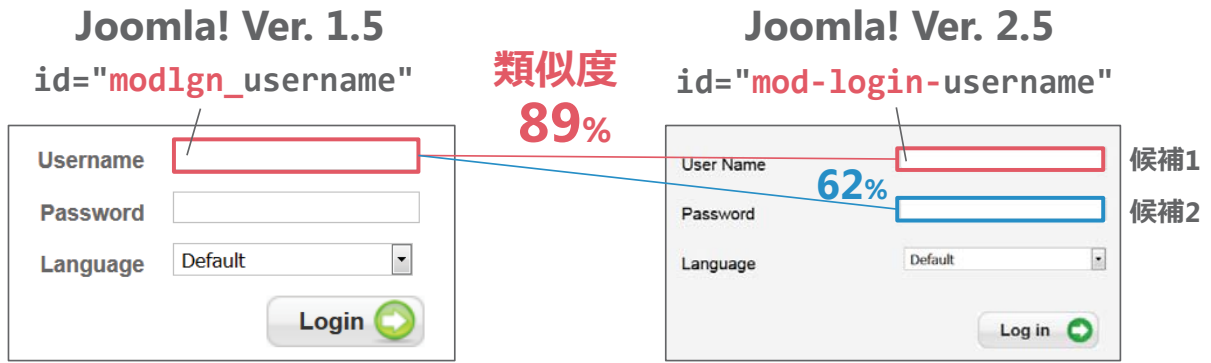 Joomla! Ver. 1.5
id="modlgn_username"
Username
Password
Language
Default
Login
類似度
89%
62%
Joomla! Ver. 2.5
id="mod-login-username"
User Name
候補1
Password
候補2
Language
Default
Log in